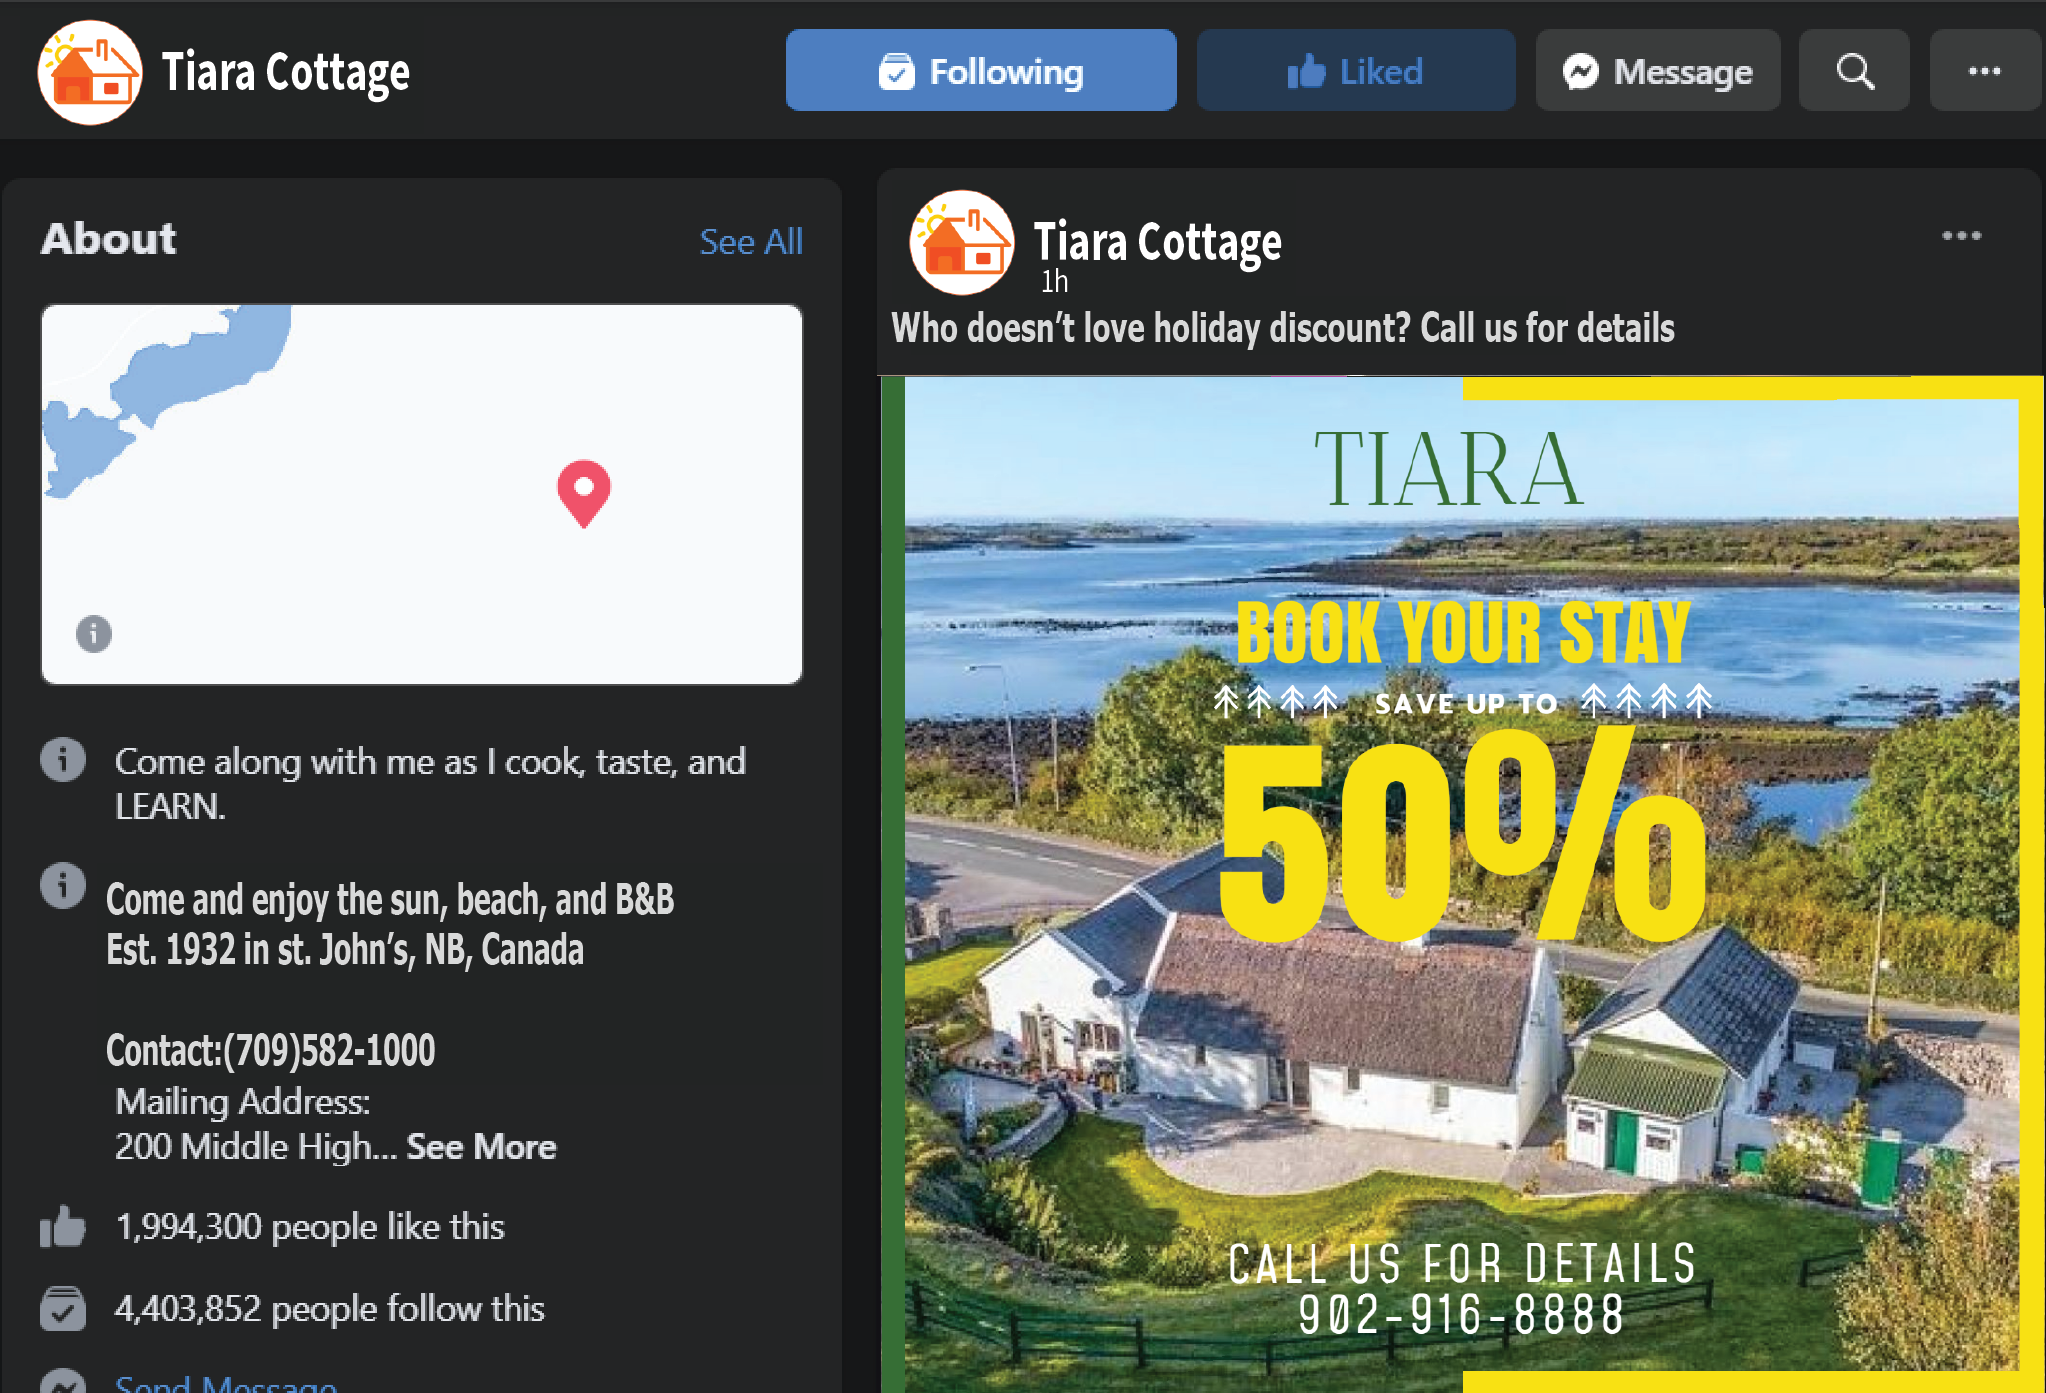 Tiara Cottage
Following
Liked
Message
About
See All
Come along with me as I cook, taste, and
LEARN.
Come and enjoy the sun, beach, and B&B
Est. 1932 in st. John's, NB, Canada
Contact:(709)582-1000
Mailing Address:
200 Middle High... See More
1,994,300 people like this
4,403,852 people follow this
Send Message
Tiara Cottage
1h
Who doesn't love holiday discount? Call us for details
TIARA
BOOK YOUR STAY
SAVE UP TO
50%
CALL US FOR DETAILS
902-916-8888